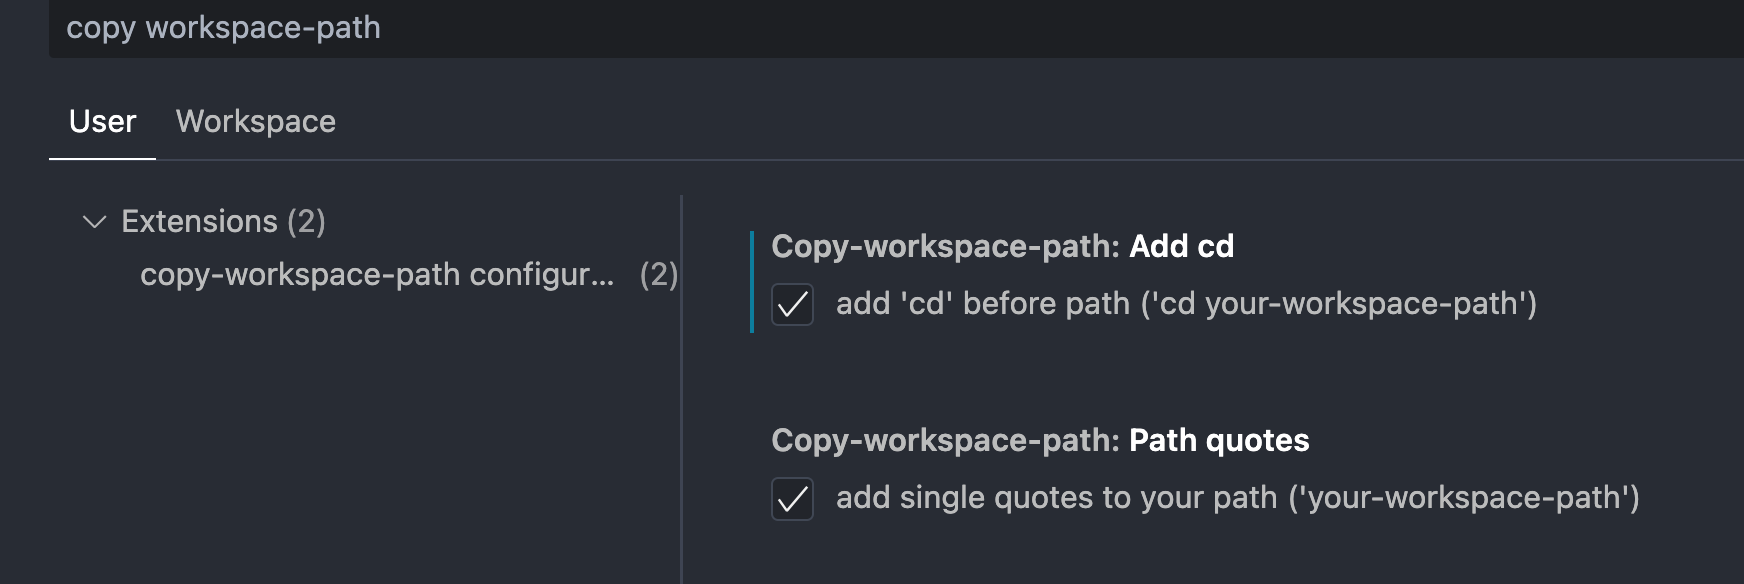 copy workspace-path
User Workspace
Extensions (2)
copy-workspace-path configur... (2)
Copy-workspace-path: Add cd
add 'cd' before path ('cd your-workspace-path')
Copy-workspace-path: Path quotes
add single quotes to your path ('your-workspace-path')